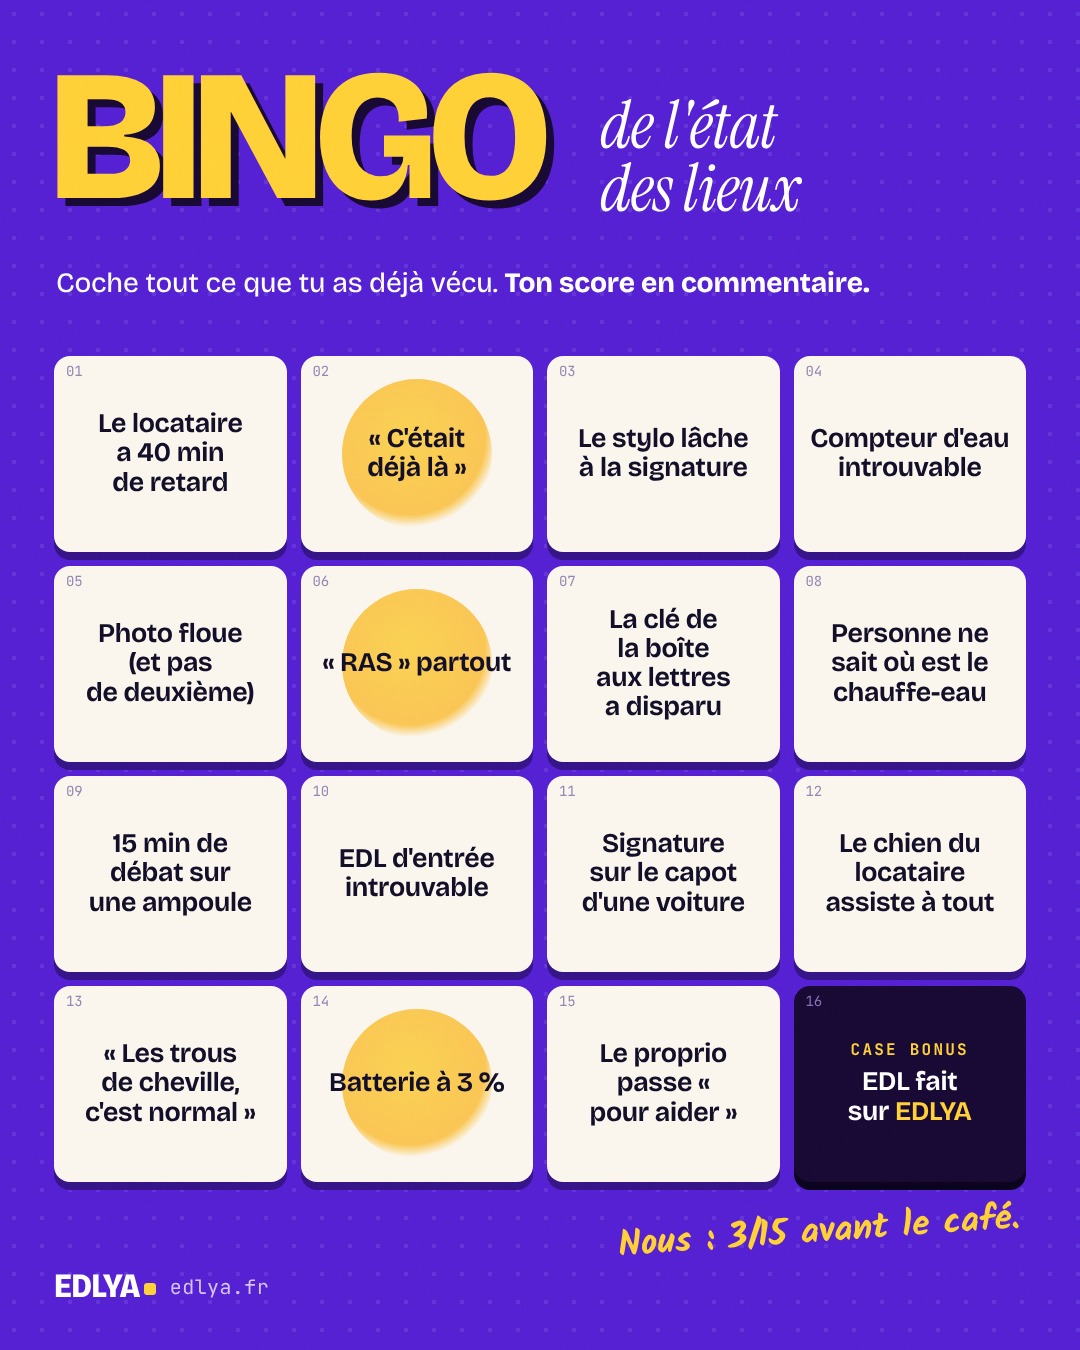 BINGO
de l'état
des lieux
Coche tout ce que tu as déjà vécu. Ton score en commentaire.
01
Le locataire
a 40 min
de retard
02
« C'était
déjà là »
03
Le stylo lâche
à la signature
04
Compteur d'eau
introuvable
05
Photo floue
(et pas
de deuxième)
06
« RAS » partout
07
La clé de
la boîte
aux lettres
a disparu
08
Personne ne
sait où est le
chauffe-eau
09
15 min de
débat sur
une ampoule
10
EDL d'entrée
introuvable
11
Signature
sur le capot
d'une voiture
12
Le chien du
locataire
assiste à tout
13
« Les trous
de cheville,
c'est normal »
14
Batterie à 3 %
15
Le proprio
passe «
pour aider »
16
CASE BONUS
EDL fait
sur EDLYA
Nous : 3/15 avant le café.
EDLYA edlya.fr